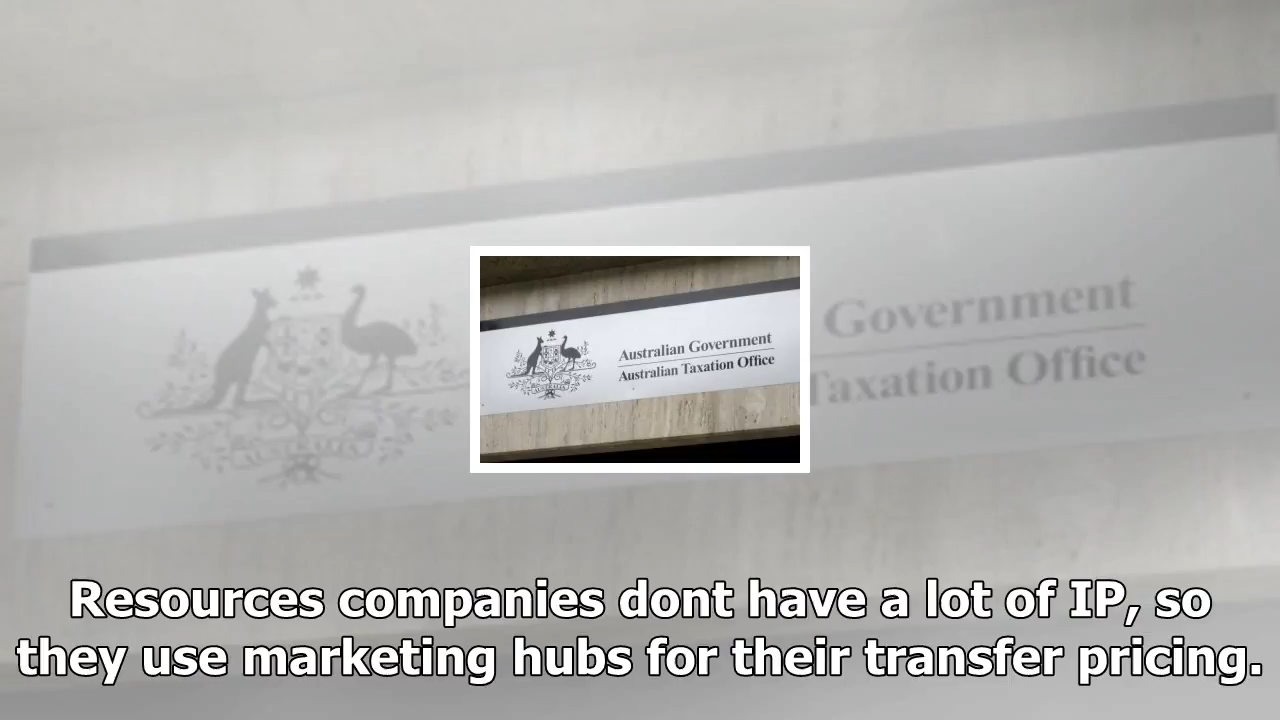 Australian Government
Australian Taxation Office
Government
Taxation Office
Resources companies dont have a lot of IP, so
they use marketing hubs for their transfer pricing.